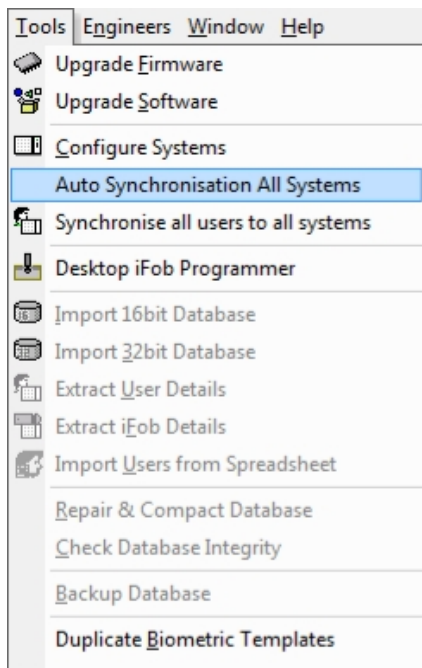 Tools Engineers Window Help
Upgrade Firmware
Upgrade Software
Configure Systems
Auto Synchronisation All Systems
Synchronise all users to all systems
Desktop iFob Programmer
Import 16bit Database
Import 32bit Database
Extract User Details
Extract iFob Details
Import Users from Spreadsheet
Repair & Compact Database
Check Database Integrity
Backup Database
Duplicate Biometric Templates